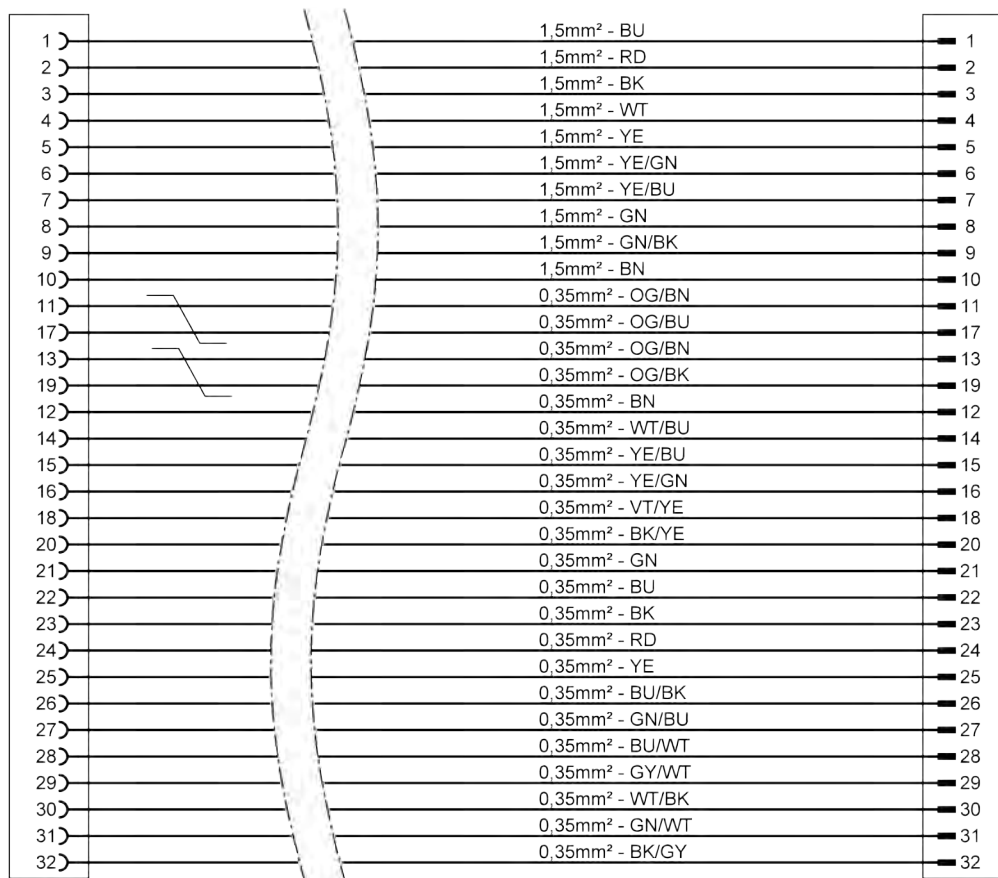 1 1,5mm² - BU 1
2 1,5mm² - RD 2
3 1,5mm² - BK 3
4 1,5mm² - WT 4
5 1,5mm² - YE 5
6 1,5mm² - YE/GN 6
7 1,5mm² - YE/BU 7
8 1,5mm² - GN 8
9 1,5mm² - GN/BK 9
10 1,5mm² - BN 10
11 0,35mm² - OG/BN 11
17 0,35mm² - OG/BU 17
13 0,35mm² - OG/BN 13
19 0,35mm² - OG/BK 19
12 0,35mm² - BN 12
14 0,35mm² - WT/BU 14
15 0,35mm² - YE/BU 15
16 0,35mm² - YE/GN 16
18 0,35mm² - VT/YE 18
20 0,35mm² - BK/YE 20
21 0,35mm² - GN 21
22 0,35mm² - BU 22
23 0,35mm² - BK 23
24 0,35mm² - RD 24
25 0,35mm² - YE 25
26 0,35mm² - BU/BK 26
27 0,35mm² - GN/BU 27
28 0,35mm² - BU/WT 28
29 0,35mm² - GY/WT 29
30 0,35mm² - WT/BK 30
31 0,35mm² - GN/WT 31
32 0,35mm² - BK/GY 32